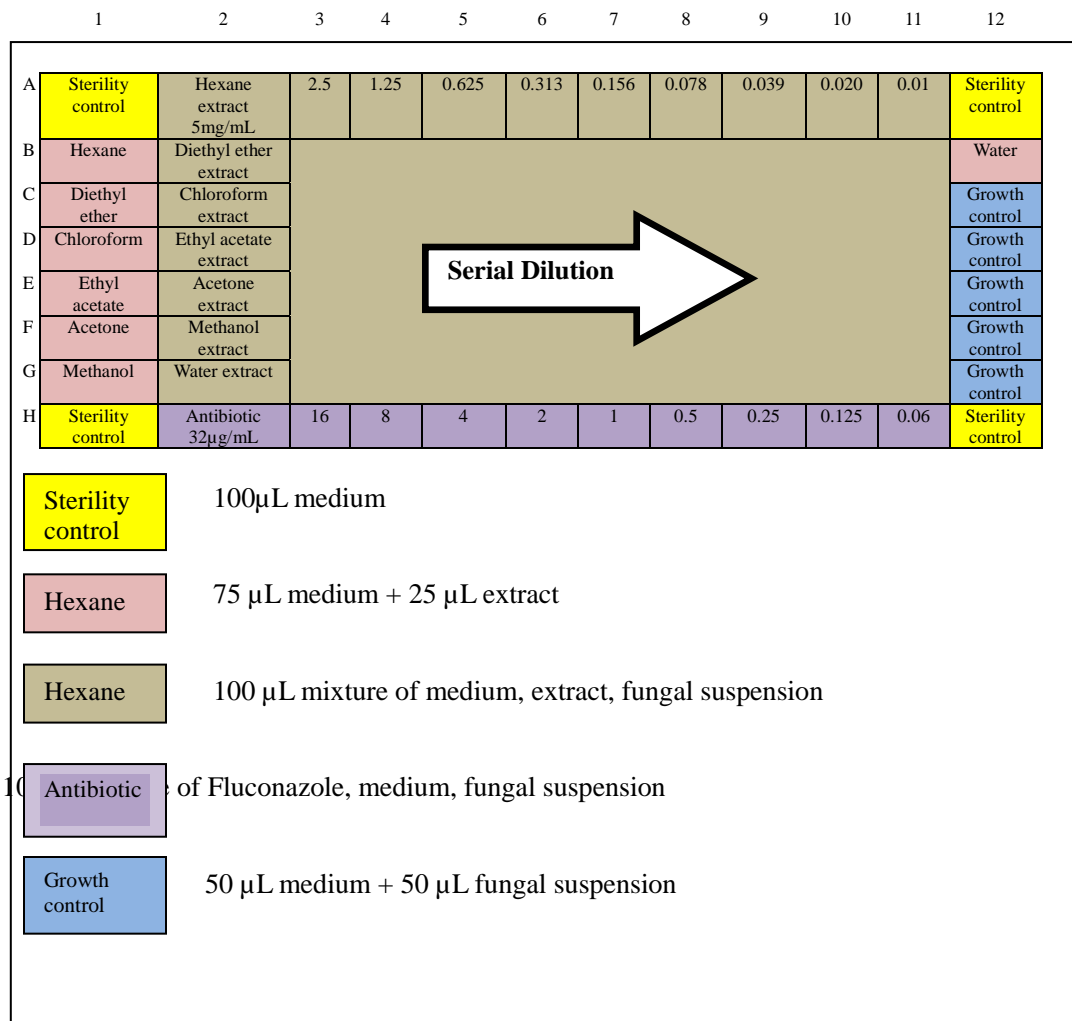 1 2 3 4 5 6 7 8 9 10 11 12
A Sterility control Hexane extract 5mg/mL 2.5 1.25 0.625 0.313 0.156 0.078 0.039 0.020 0.01 Sterility control
B Hexane Diethyl ether extract Water
C Diethyl ether Chloroform extract Growth control
D Chloroform Ethyl acetate extract Growth control
Serial Dilution
E Ethyl acetate Acetone extract Growth control
F Acetone Methanol extract Growth control
G Methanol Water extract Growth control
H Sterility control Antibiotic 32µg/mL 16 8 4 2 1 0.5 0.25 0.125 0.06 Sterility control
Sterility control 100µL medium
Hexane 75 µL medium + 25 µL extract
Hexane 100 µL mixture of medium, extract, fungal suspension
Antibiotic of Fluconazole, medium, fungal suspension
Growth control 50 µL medium + 50 µL fungal suspension